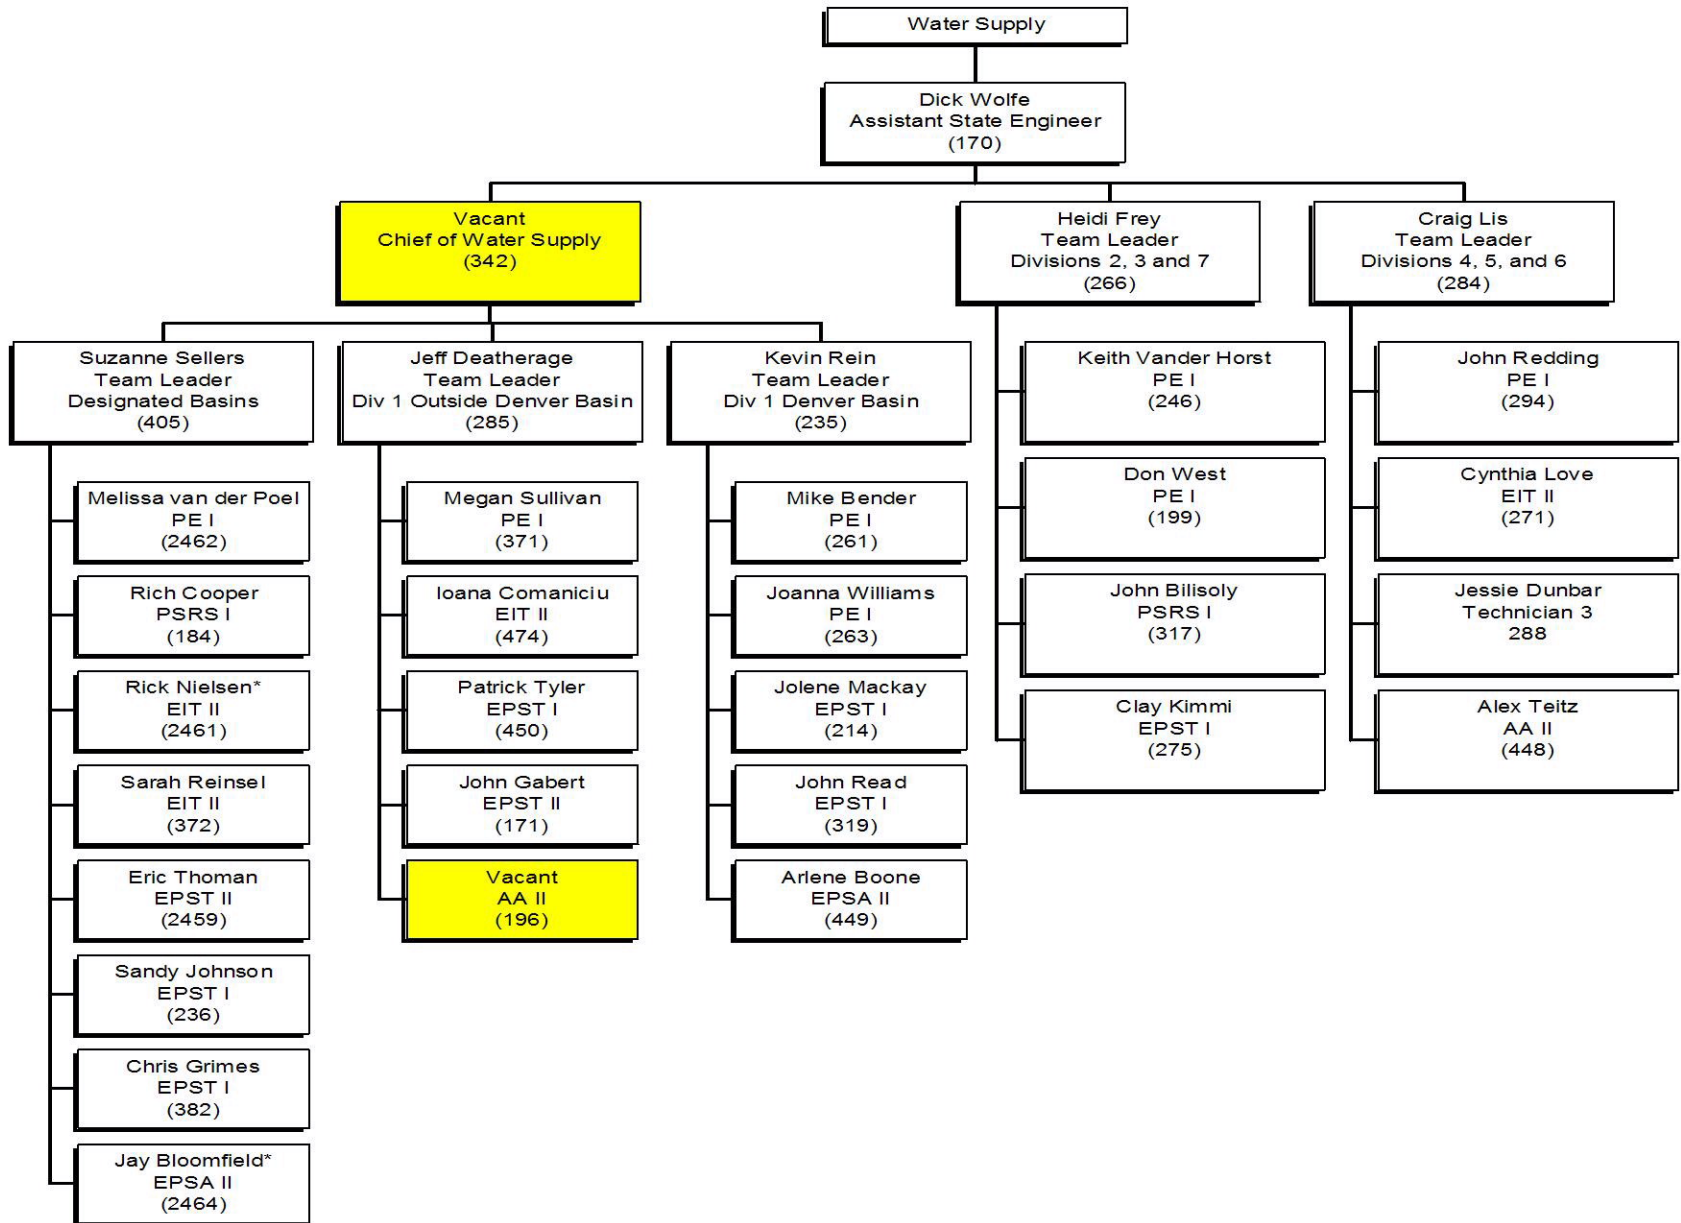 Water Supply
Dick Wolfe
Assistant State Engineer
(170)
Vacant
Chief of Water Supply
(342)
Heidi Frey
Team Leader
Divisions 2, 3 and 7
(266)
Craig Lis
Team Leader
Divisions 4, 5, and 6
(284)
Suzanne Sellers
Team Leader
Designated Basins
(405)
Jeff Deatherage
Team Leader
Div 1 Outside Denver Basin
(285)
Kevin Rein
Team Leader
Div 1 Denver Basin
(235)
Melissa van der Poel
PE I
(2462)
Rich Cooper
PSRS I
(184)
Rick Nielsen*
EIT II
(2461)
Sarah Reinsel
EIT II
(372)
Eric Thoman
EPST II
(2459)
Sandy Johnson
EPST I
(236)
Chris Grimes
EPST I
(382)
Jay Bloomfield*
EPSA II
(2464)
Megan Sullivan
PE I
(371)
Ioana Comaniciu
EIT II
(474)
Patrick Tyler
EPST I
(450)
John Gabert
EPST II
(171)
Vacant
AA II
(196)
Mike Bender
PE I
(261)
Joanna Williams
PE I
(263)
Jolene Mackay
EPST I
(214)
John Read
EPST I
(319)
Arlene Boone
EPSA II
(449)
Keith Vander Horst
PE I
(246)
Don West
PE I
(199)
John Bilisoly
PSRS I
(317)
Clay Kimmi
EPST I
(275)
John Redding
PE I
(294)
Cynthia Love
EIT II
(271)
Jessie Dunbar
Technician 3
288
Alex Teitz
AA II
(448)